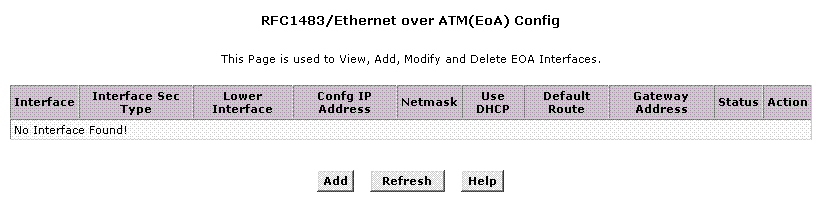 RFC1483/Ethernet over ATM(EoA) Config
This Page is used to View, Add, Modify and Delete EOA Interfaces.
Interface Interface Sec Type Lower Interface Confg IP Address Netmask Use DHCP Default Route Gateway Address Status Action
No Interface Found!
Add Refresh Help